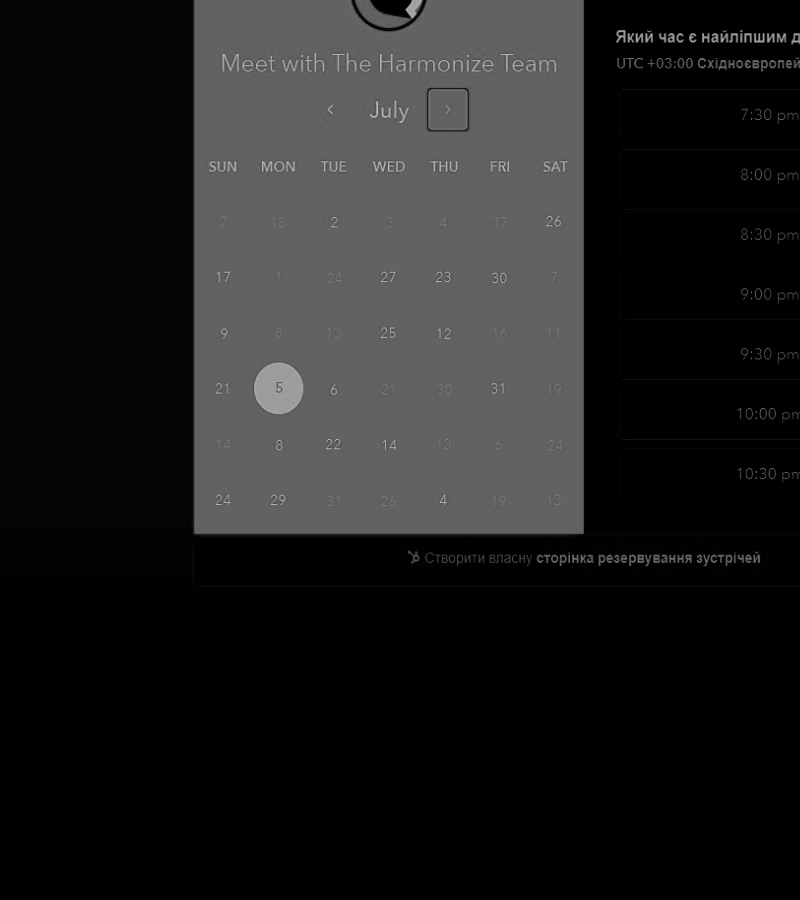 Meet with The Harmonize Team
July
SUN MON TUE WED THU FRI SAT
2 18 2 3 4 17 26
17 1 24 27 23 30 7
9 8 13 25 12 16 11
21 5 6 21 30 31 19
14 8 22 14 13 6 24
24 29 31 26 4 19 13
Який час є найліпшим д
UTC +03:00 Східноєвропей
7:30 pm
8:00 pm
8:30 pm
9:00 pm
9:30 pm
10:00 pm
10:30 pm
Створити власну сторінка резервування зустрічей